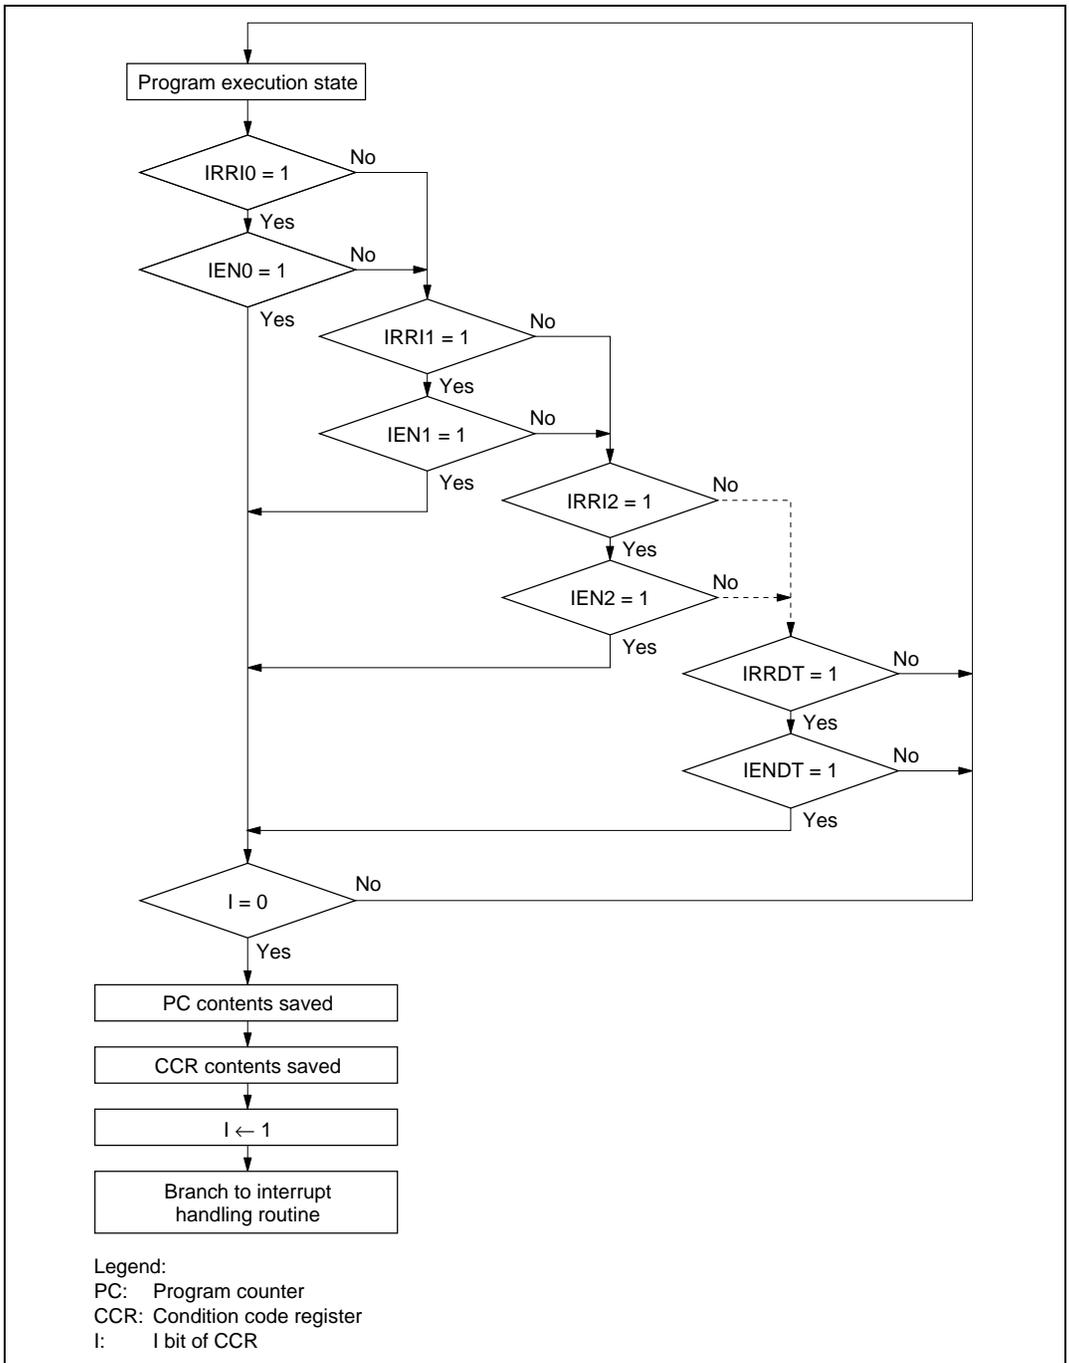 Program execution state
IRRI0 = 1
No
Yes
IEN0 = 1
No
Yes
IRRI1 = 1
No
Yes
IEN1 = 1
No
Yes
IRRI2 = 1
No
Yes
IEN2 = 1
No
Yes
IRRDT = 1
No
Yes
IENDT = 1
No
Yes
I = 0
No
Yes
PC contents saved
CCR contents saved
I ← 1
Branch to interrupt
handling routine
Legend:
PC: Program counter
CCR: Condition code register
I: I bit of CCR